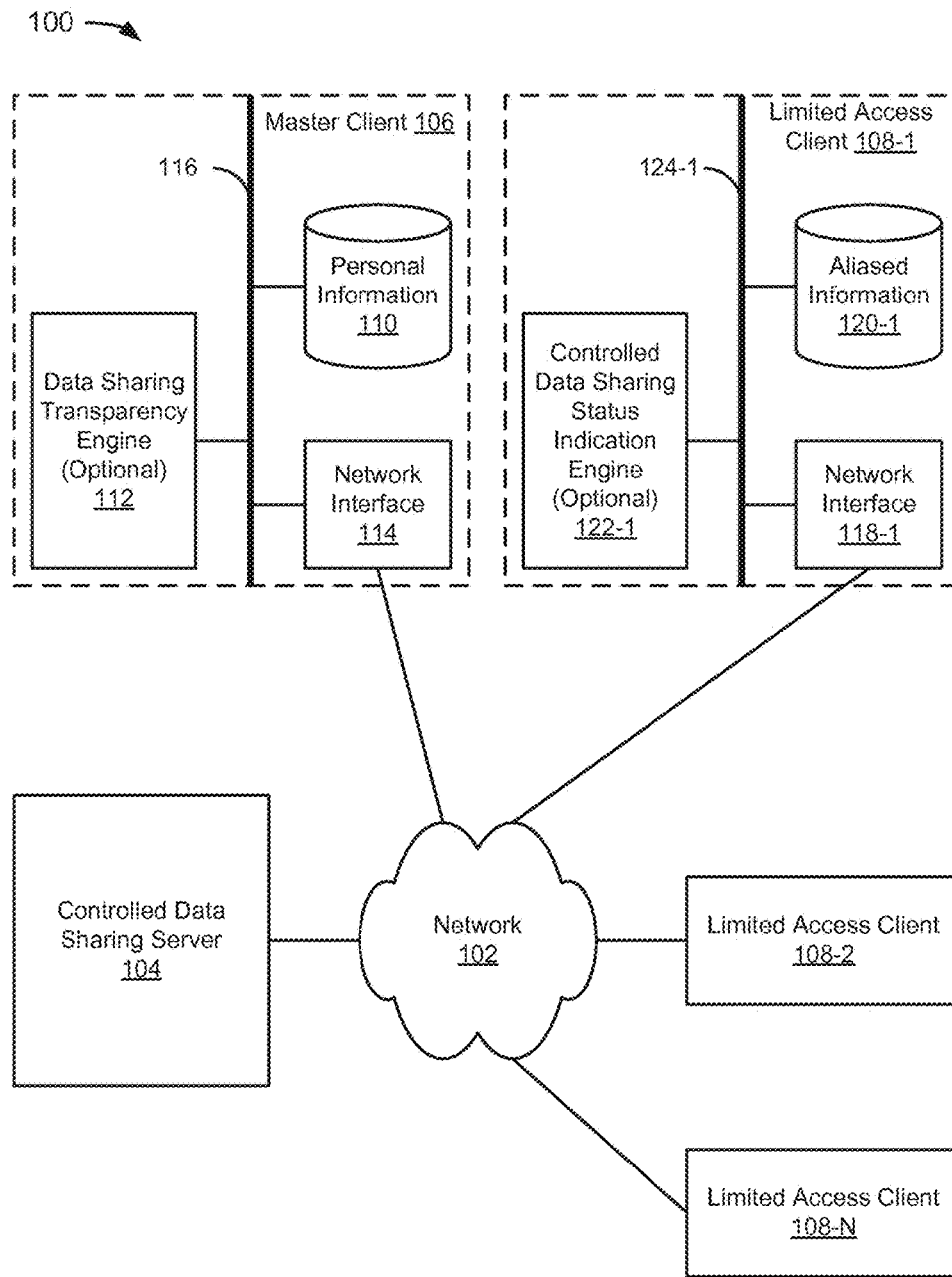 100
Master Client 106
116
Personal
Information
110
Data Sharing
Transparency
Engine
(Optional)
112
Network
Interface
114
Limited Access
Client 108-1
124-1
Aliased
Information
120-1
Controlled
Data Sharing
Status
Indication
Engine
(Optional)
122-1
Network
Interface
118-1
Controlled Data
Sharing Server
104
Network
102
Limited Access Client
108-2
Limited Access Client
108-N